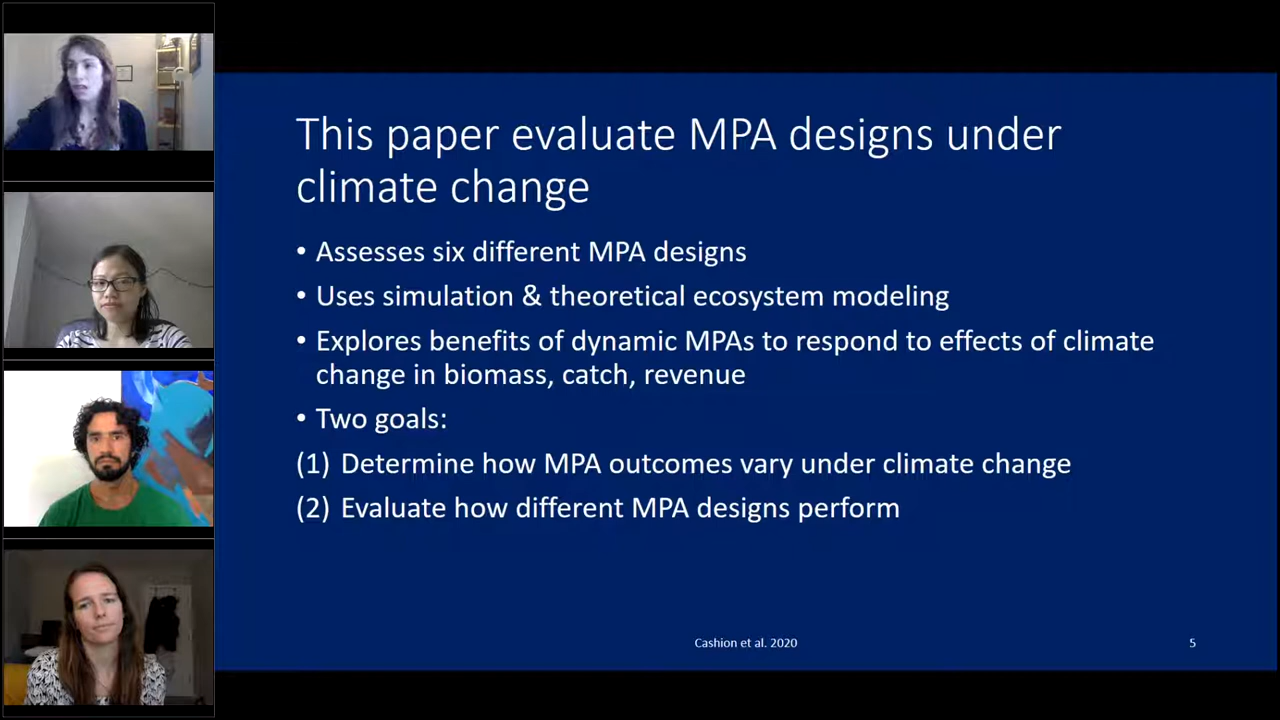 This paper evaluate MPA designs under
climate change
• Assesses six different MPA designs
• Uses simulation & theoretical ecosystem modeling
• Explores benefits of dynamic MPAs to respond to effects of climate
change in biomass, catch, revenue
• Two goals:
(1) Determine how MPA outcomes vary under climate change
(2) Evaluate how different MPA designs perform
Cashion et al. 2020
5